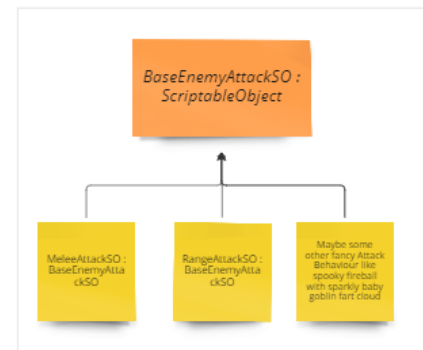 BaseEnemyAttackSO :
ScriptableObject
MeleeAttackSO :
BaseEnemyAtta
ckSO
RangeAttackSO :
BaseEnemyAtta
ckSO
Maybe some
other fancy Attack
Behaviour like
spooky fireball
with sparkly baby
goblin fart cloud